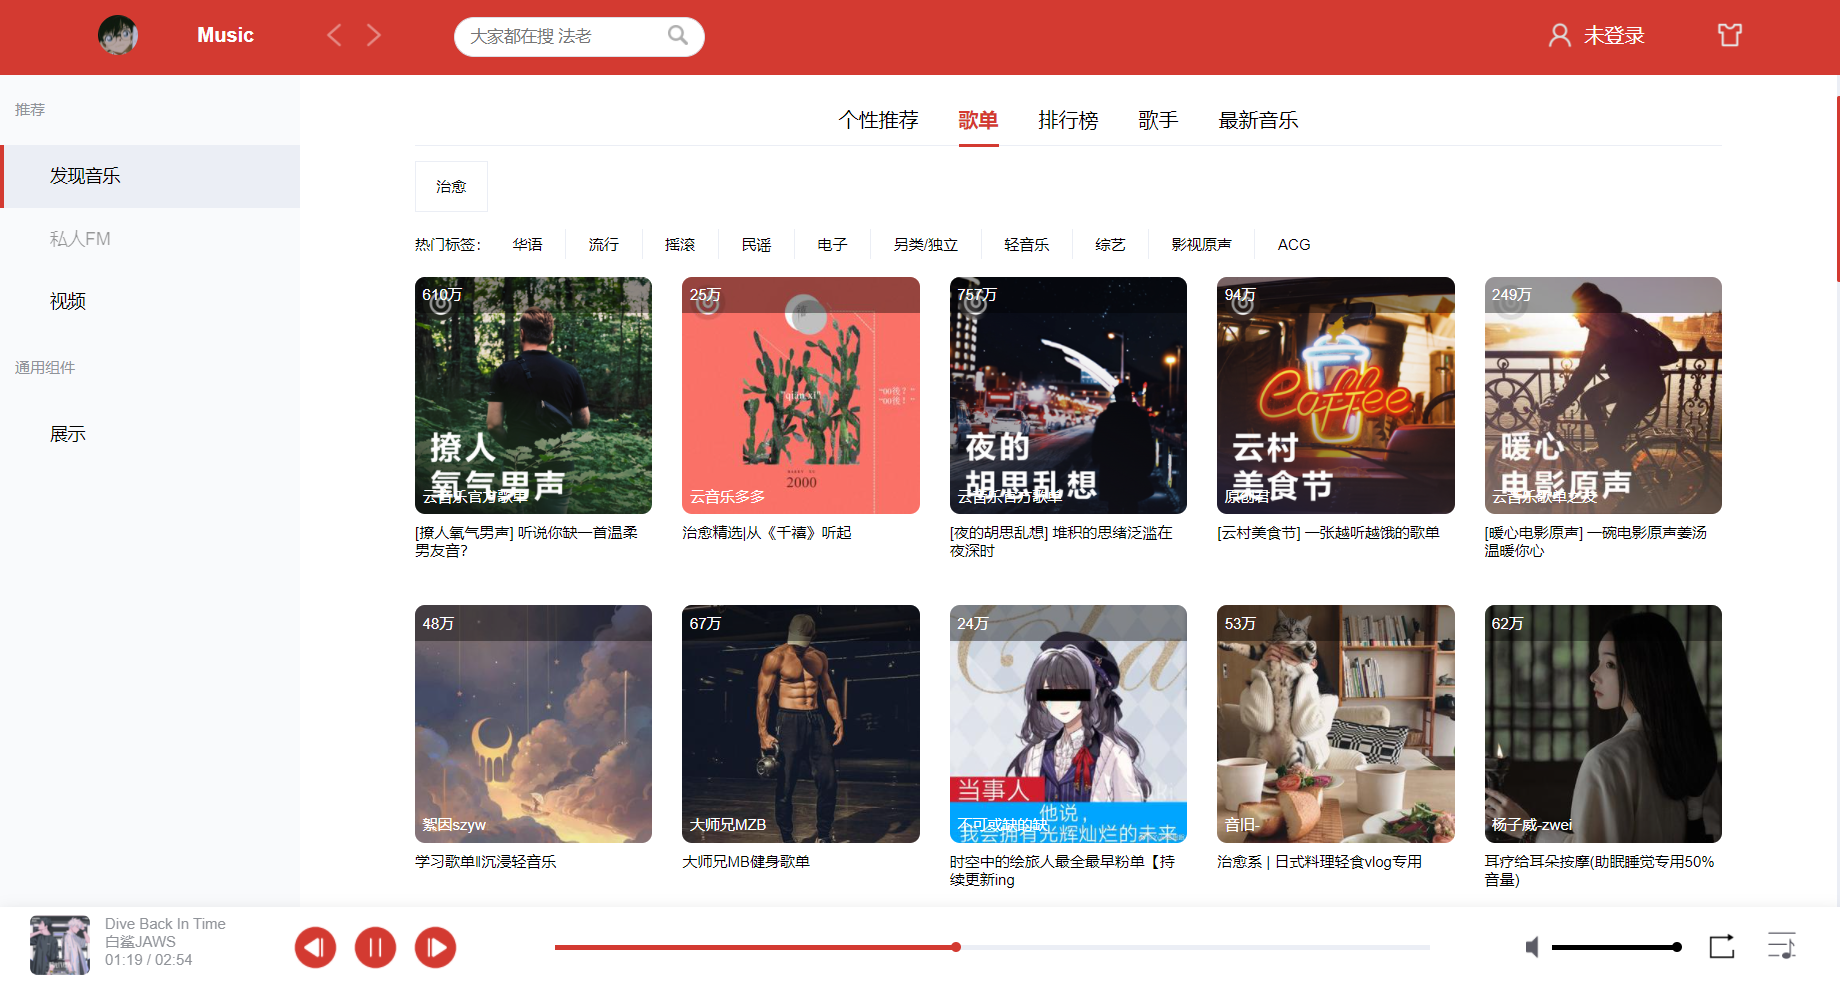 Music
大家都在搜 法老
未登录
推荐
发现音乐
私人FM
视频
通用组件
展示
个性推荐 歌单 排行榜 歌手 最新音乐
治愈
热门标签： 华语 流行 摇滚 民谣 电子 另类/独立 轻音乐 综艺 影视原声 ACG
610万
撩人
氧气男声
云音乐官方歌单
[撩人氧气男声] 听说你缺一首温柔
男友音?
25万
"qian xi"
"00後？"
"00後！"
2000
云音乐多多
治愈精选|从《千禧》听起
757万
夜的
胡思乱想
云音乐官方歌单
[夜的胡思乱想] 堆积的思绪泛滥在
夜深时
94万
Coffee
云村
美食节
原创君
[云村美食节] 一张越听越饿的歌单
249万
暖心
电影原声
云音乐歌单之友
[暖心电影原声] 一碗电影原声姜汤
温暖你心
48万
絮因szyw
学习歌单‖沉浸轻音乐
67万
大师兄MZB
大师兄MB健身歌单
24万
当事人
他说，
我会拥有光辉灿烂的未来
不可或缺的缺
时空中的绘旅人最全最早粉单【持
续更新ing
53万
音旧-
治愈系 | 日式料理轻食vlog专用
62万
杨子威-zwei
耳疗给耳朵按摩(助眠睡觉专用50%
音量)
Dive Back In Time
白鲨JAWS
01:19 / 02:54